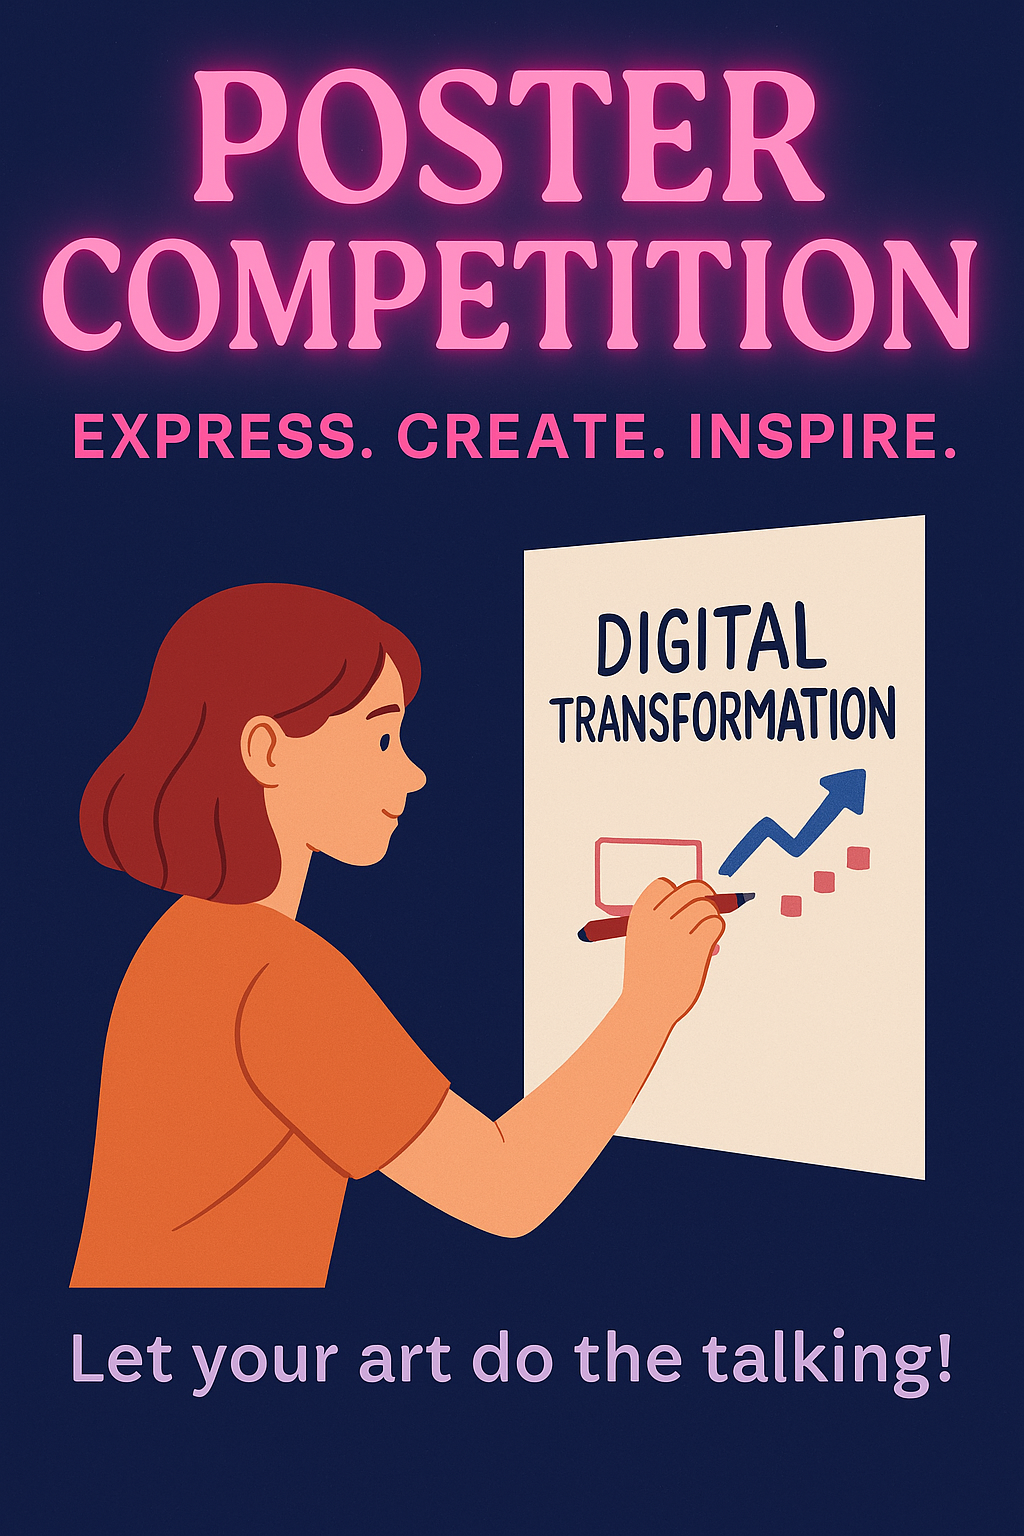 POSTER
COMPETITION
EXPRESS. CREATE. INSPIRE.
DIGITAL
TRANSFORMATION
Let your art do the talking!